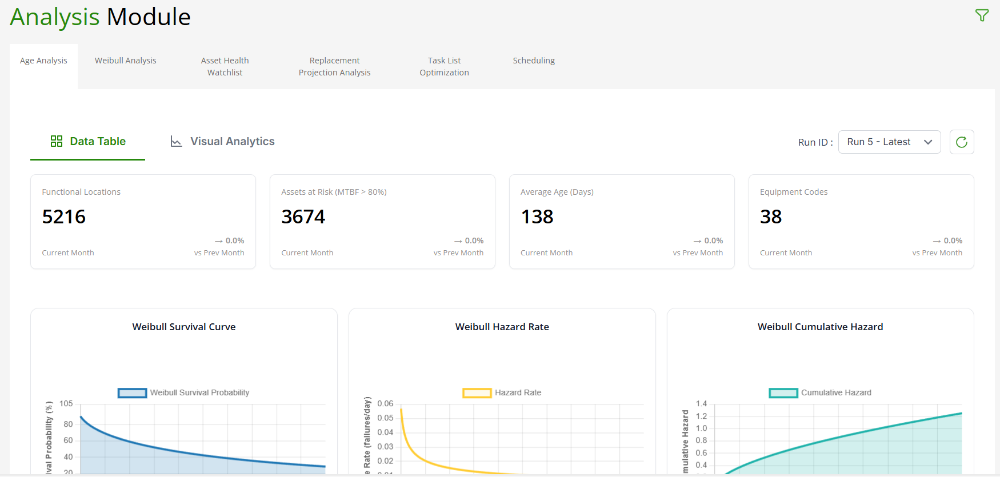 Analysis Module
Age Analysis
Weibull Analysis
Asset Health
Watchlist
Replacement
Projection Analysis
Task List
Optimization
Scheduling
Data Table
Visual Analytics
Run ID :
Run 5 - Latest
Functional Locations
5216
→ 0.0%
Current Month
vs Prev Month
Assets at Risk (MTBF > 80%)
3674
→ 0.0%
Current Month
vs Prev Month
Average Age (Days)
138
→ 0.0%
Current Month
vs Prev Month
Equipment Codes
38
→ 0.0%
Current Month
vs Prev Month
Weibull Survival Curve
Weibull Survival Probability
Probability (%)
105
80
60
40
20
Weibull Hazard Rate
Hazard Rate
Rate (failures/day)
0.06
0.05
0.04
0.03
0.02
Weibull Cumulative Hazard
Cumulative Hazard
Hazard
1.4
1.2
1.0
0.8
0.6
0.4